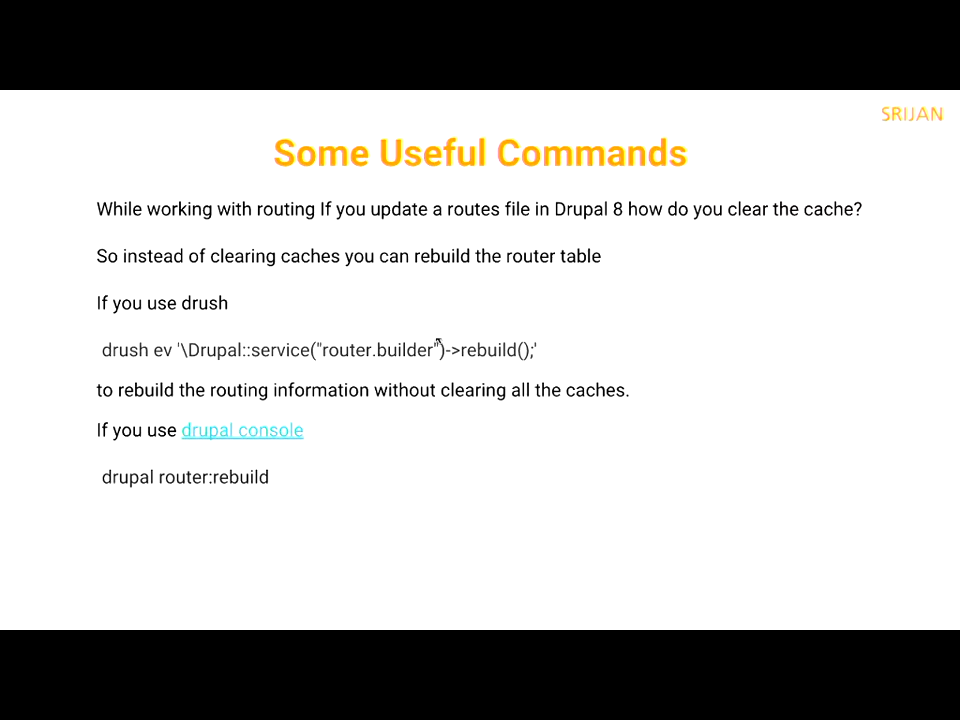 SRIJAN
Some Useful Commands
While working with routing If you update a routes file in Drupal 8 how do you clear the cache?
So instead of clearing caches you can rebuild the router table
If you use drush
drush ev '\Drupal::service("router.builder")->rebuild();'
to rebuild the routing information without clearing all the caches.
If you use drupal console
drupal router:rebuild